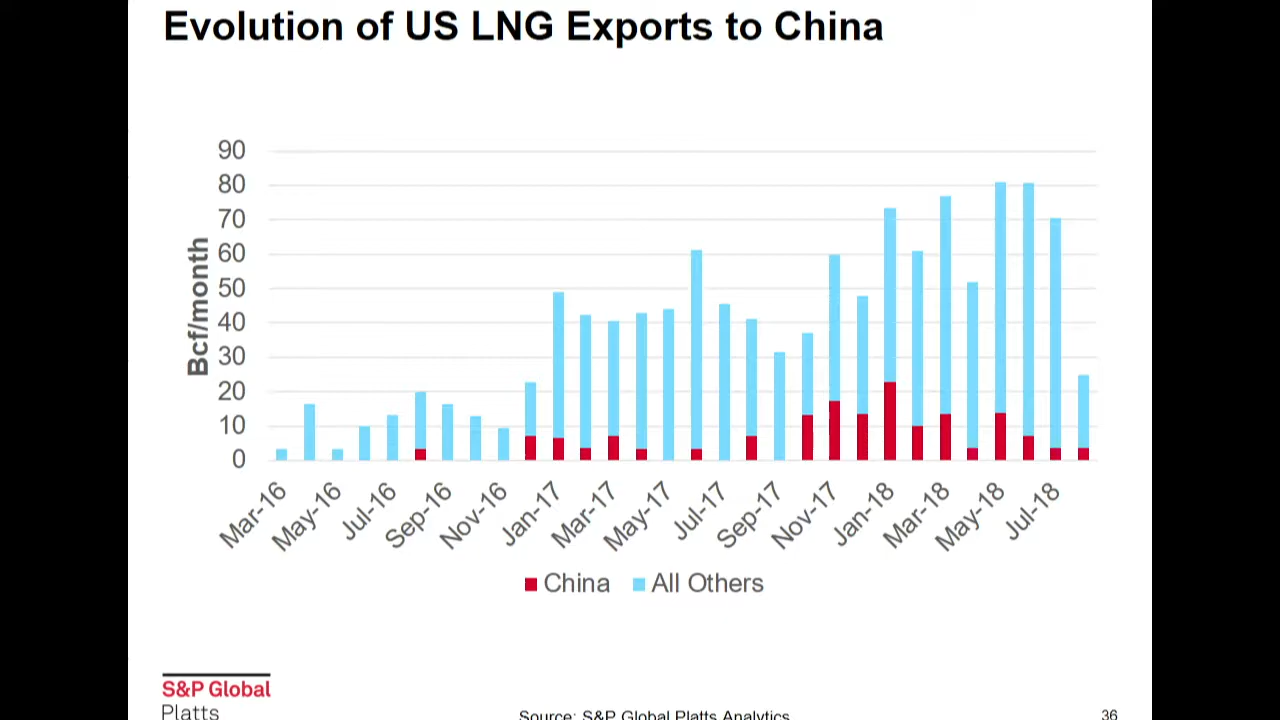 Evolution of US LNG Exports to China
90
80
70
60
50
40
30
20
10
0
Bcf/month
Mar-16
May-16
Jul-16
Sep-16
Nov-16
Jan-17
Mar-17
May-17
Jul-17
Sep-17
Nov-17
Jan-18
Mar-18
May-18
Jul-18
China
All Others
S&P Global
Platts
Source: S&P Global Platts Analytics
36